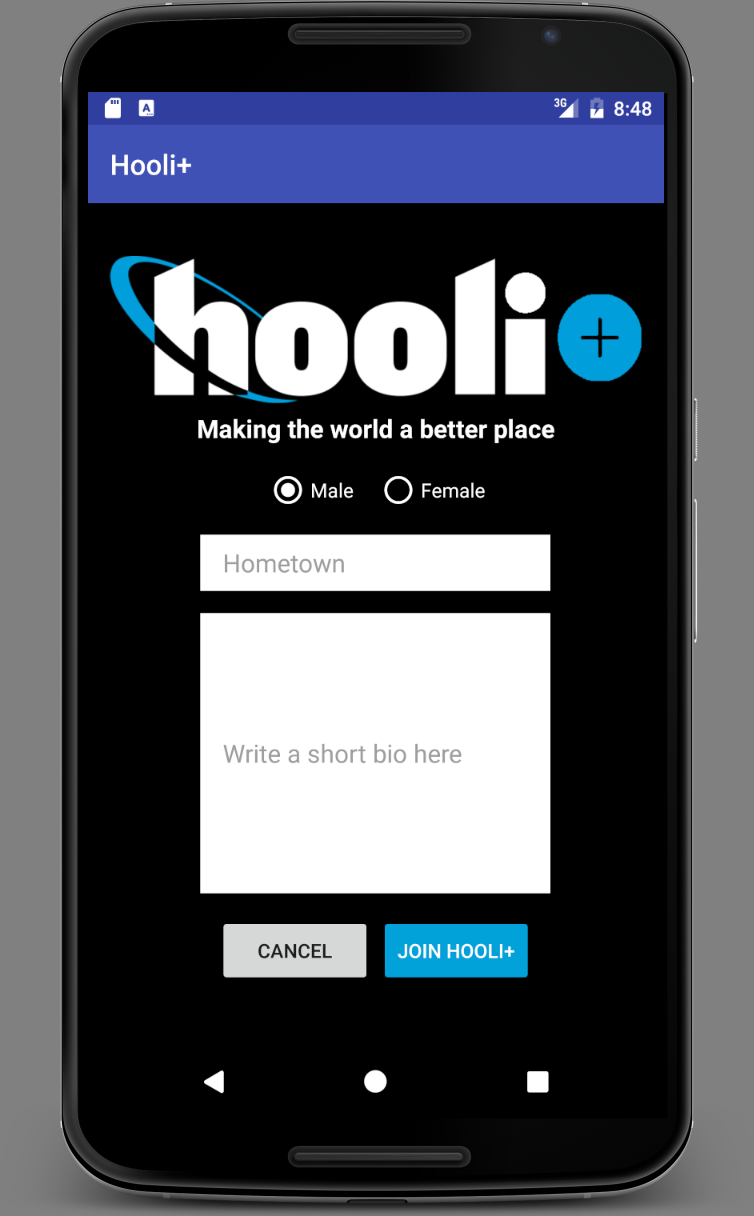 3G 8:48
Hooli+
hooli+
Making the world a better place
Male Female
Hometown
Write a short bio here
CANCEL JOIN HOOLI+